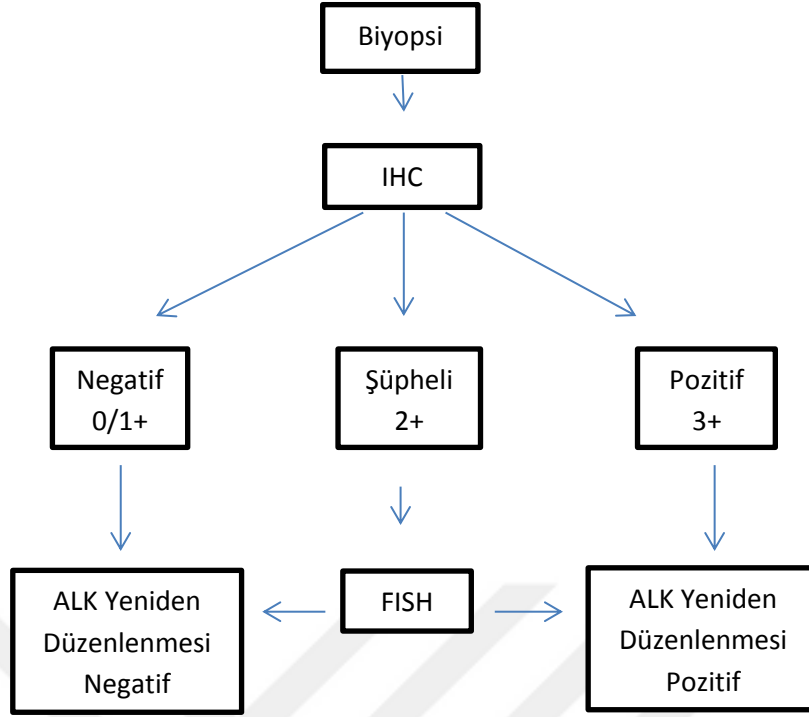 Biyopsi
IHC
Negatif
0/1+
Şüpheli
2+
Pozitif
3+
ALK Yeniden
Düzenlenmesi
Negatif
FISH
ALK Yeniden
Düzenlenmesi
Pozitif